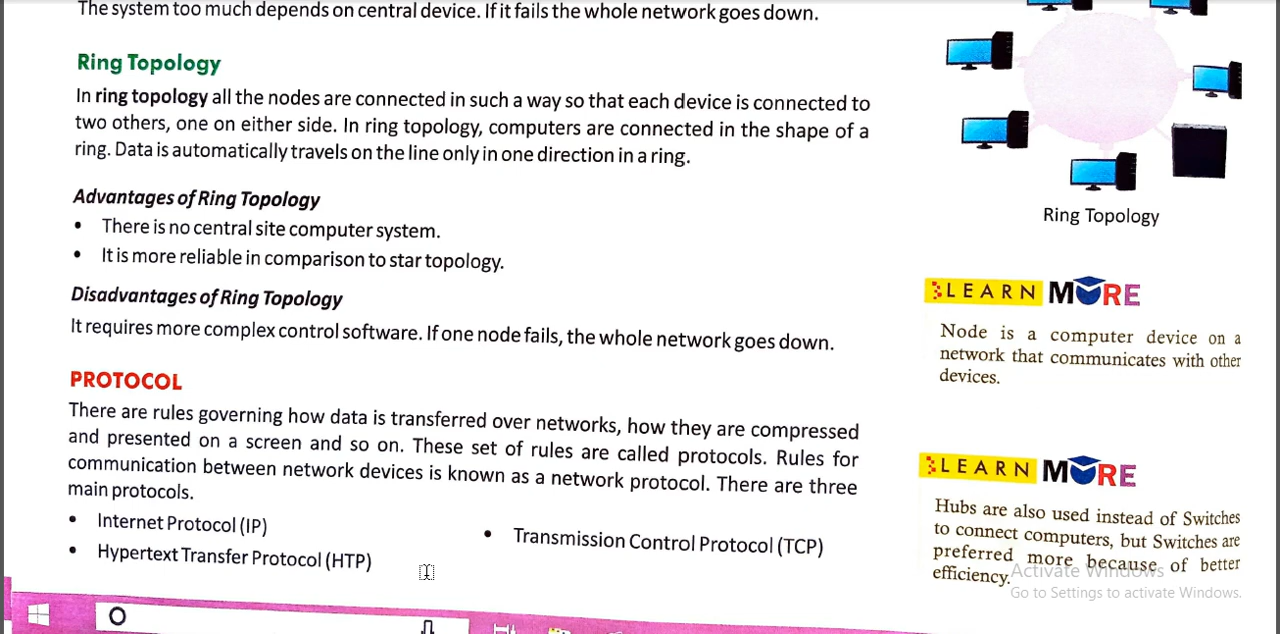 The system too much depends on central device. If it fails the whole network goes down.
Ring Topology
In ring topology all the nodes are connected in such a way so that each device is connected to
two others, one on either side. In ring topology, computers are connected in the shape of a
ring. Data is automatically travels on the line only in one direction in a ring.
Advantages of Ring Topology
• There is no central site computer system.
• It is more reliable in comparison to star topology.
Disadvantages of Ring Topology
It requires more complex control software. If one node fails, the whole network goes down.
PROTOCOL
There are rules governing how data is transferred over networks, how they are compressed
and presented on a screen and so on. These set of rules are called protocols. Rules for
communication between network devices is known as a network protocol. There are three
main protocols.
• Internet Protocol (IP)
• Hypertext Transfer Protocol (HTP)
• Transmission Control Protocol (TCP)
Ring Topology
LEARN MORE
Node is a computer device on a
network that communicates with other
devices.
LEARN MORE
Hubs are also used instead of Switches
to connect computers, but Switches are
preferred more because of better
efficiency.
Activate Windows
Go to Settings to activate Windows.